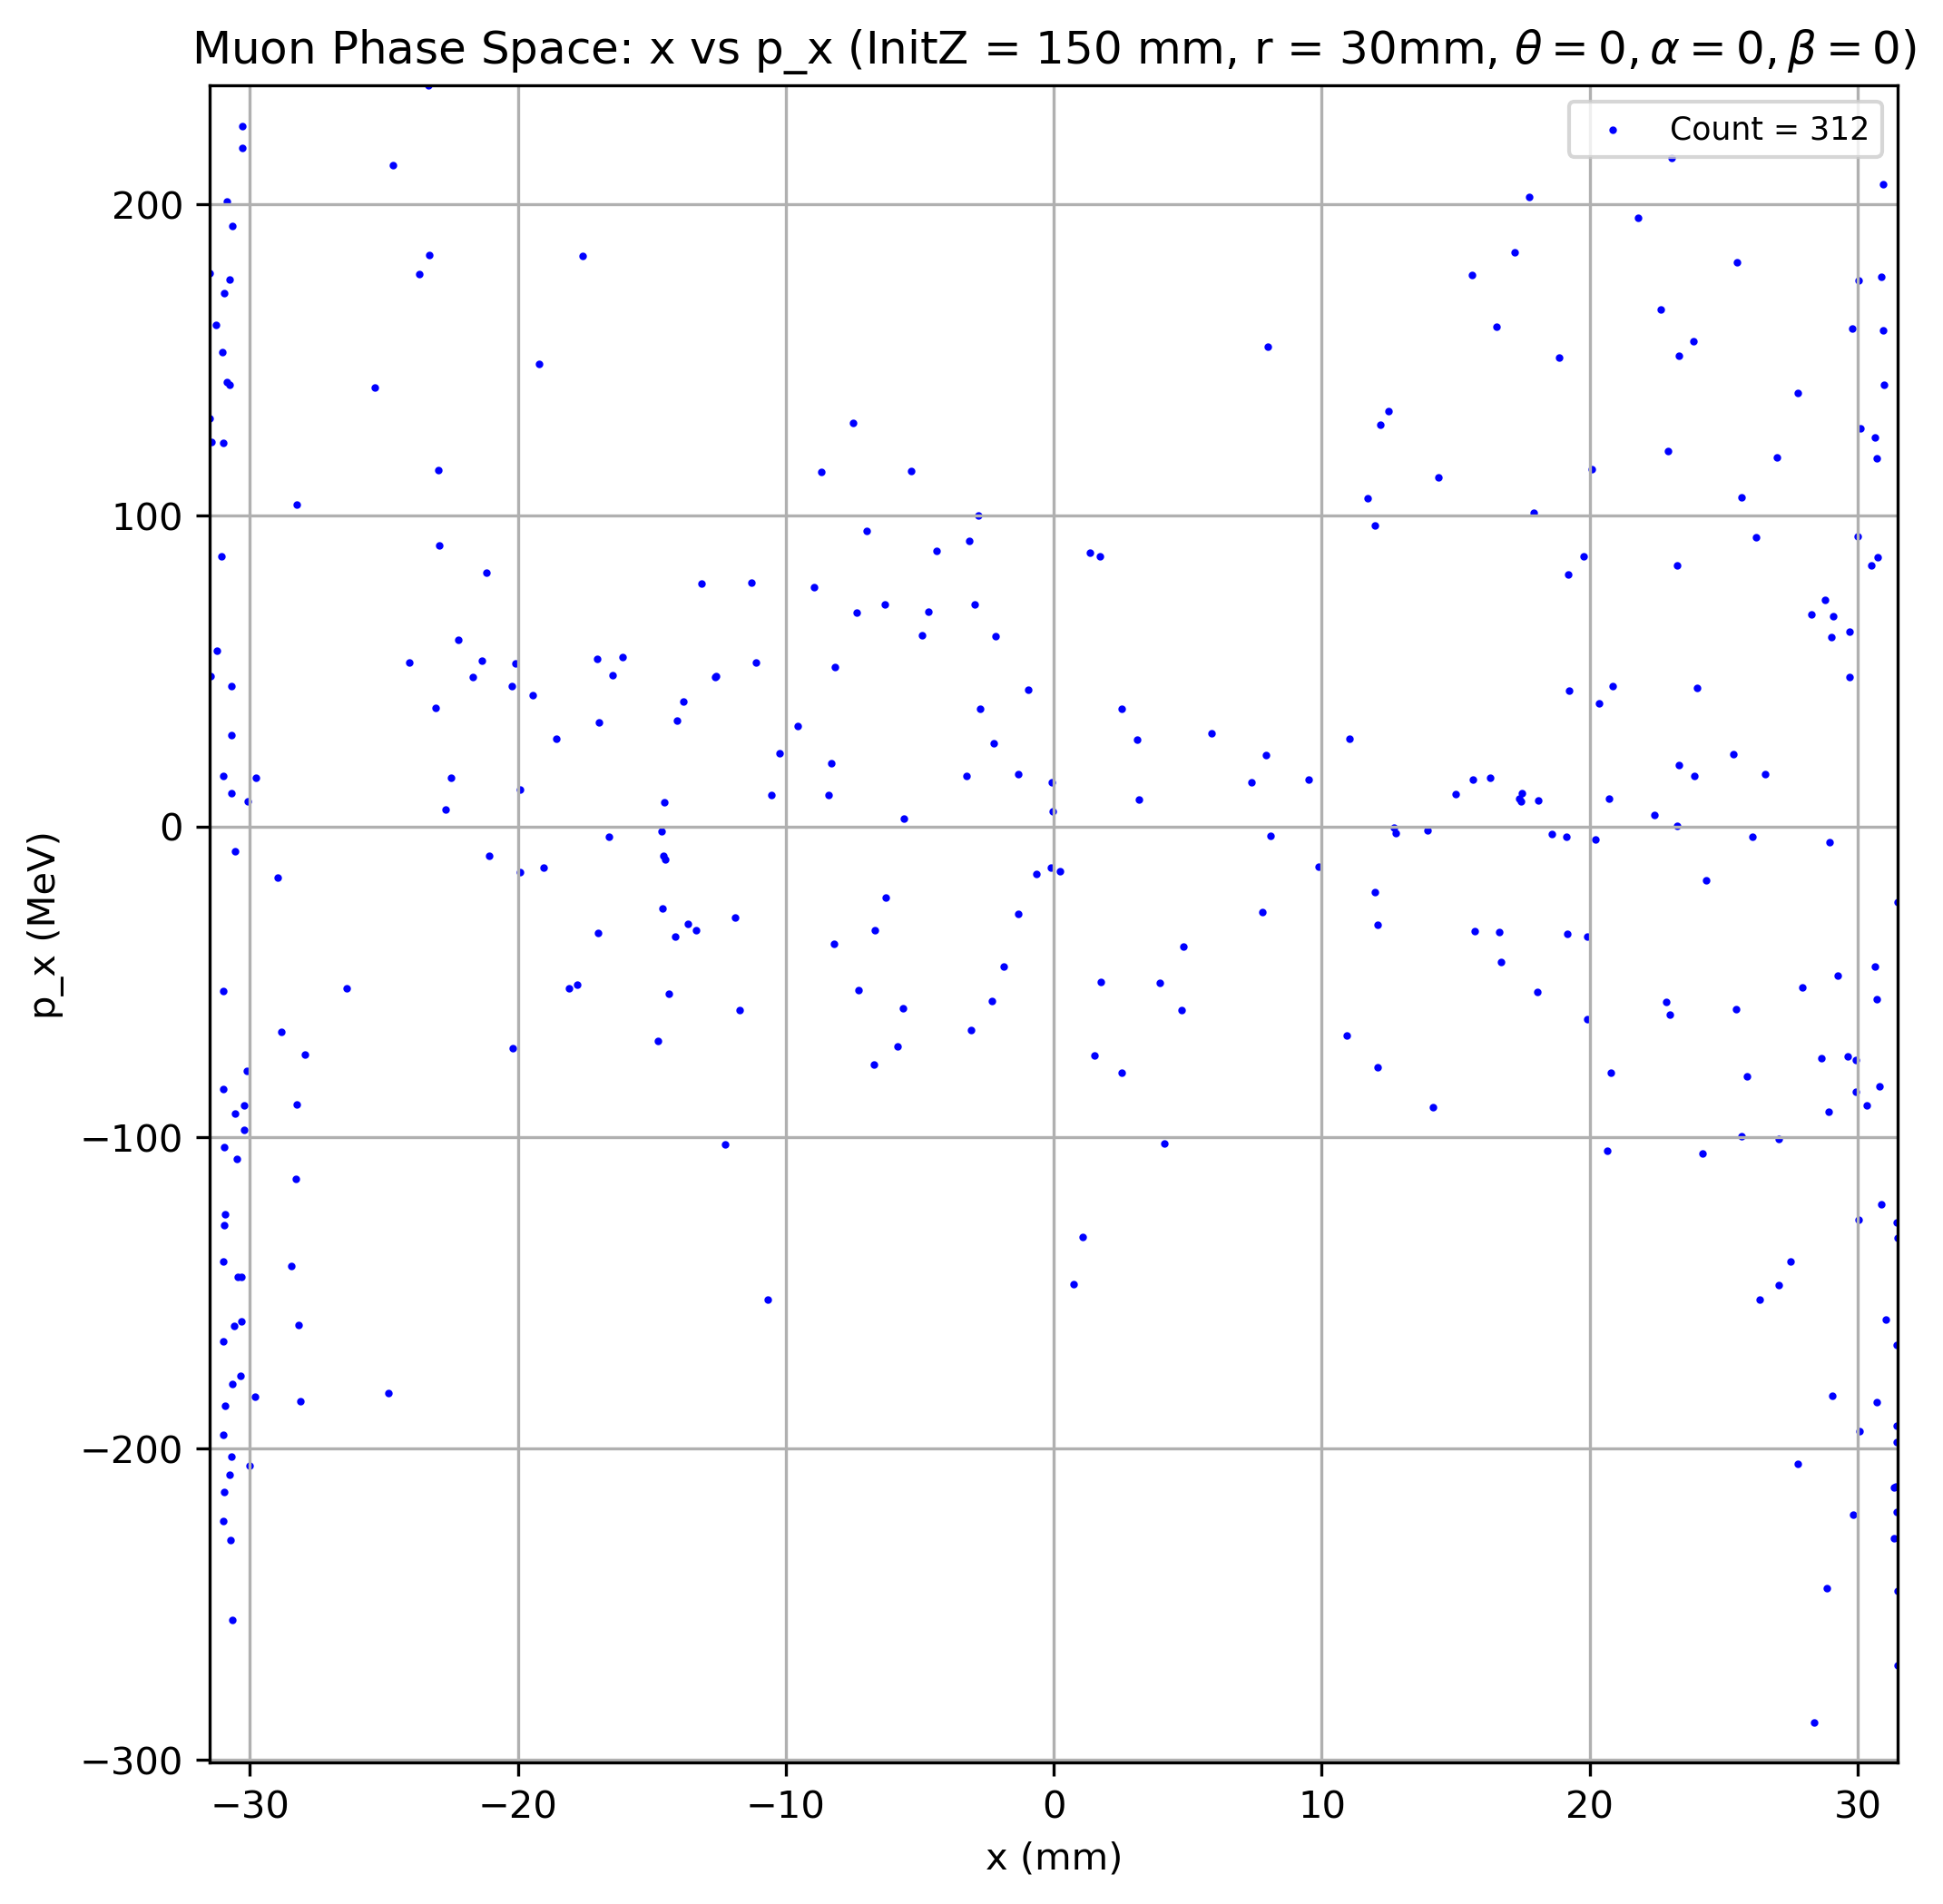 Muon Phase Space: x vs p_x (InitZ = 150 mm, r = 30mm, θ = 0, α = 0, β = 0)
Count = 312
200
100
0
−100
−200
−300
p_x (MeV)
−30 −20 −10 0 10 20 30
x (mm)